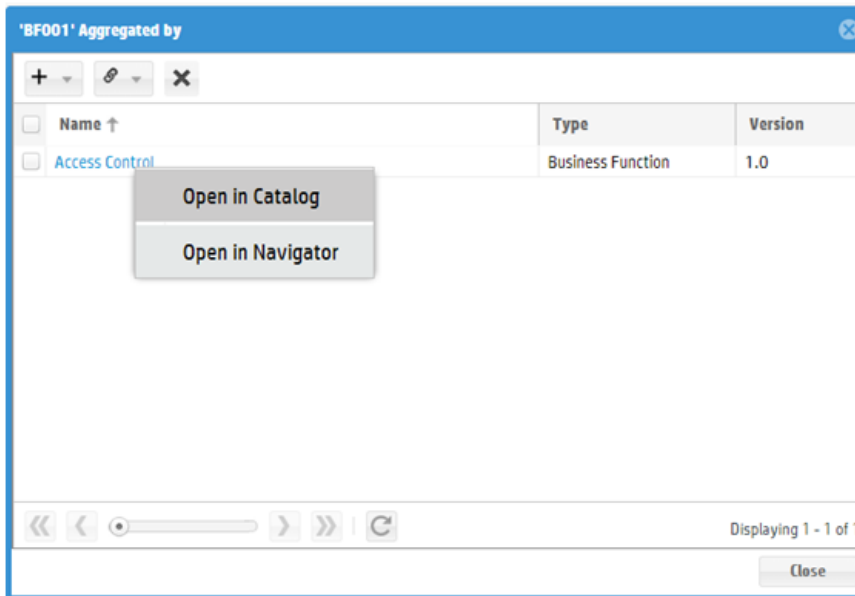 'BF001' Aggregated by
Name Type Version
Access Control Business Function 1.0
Open in Catalog
Open in Navigator
Displaying 1 - 1 of 1
Close